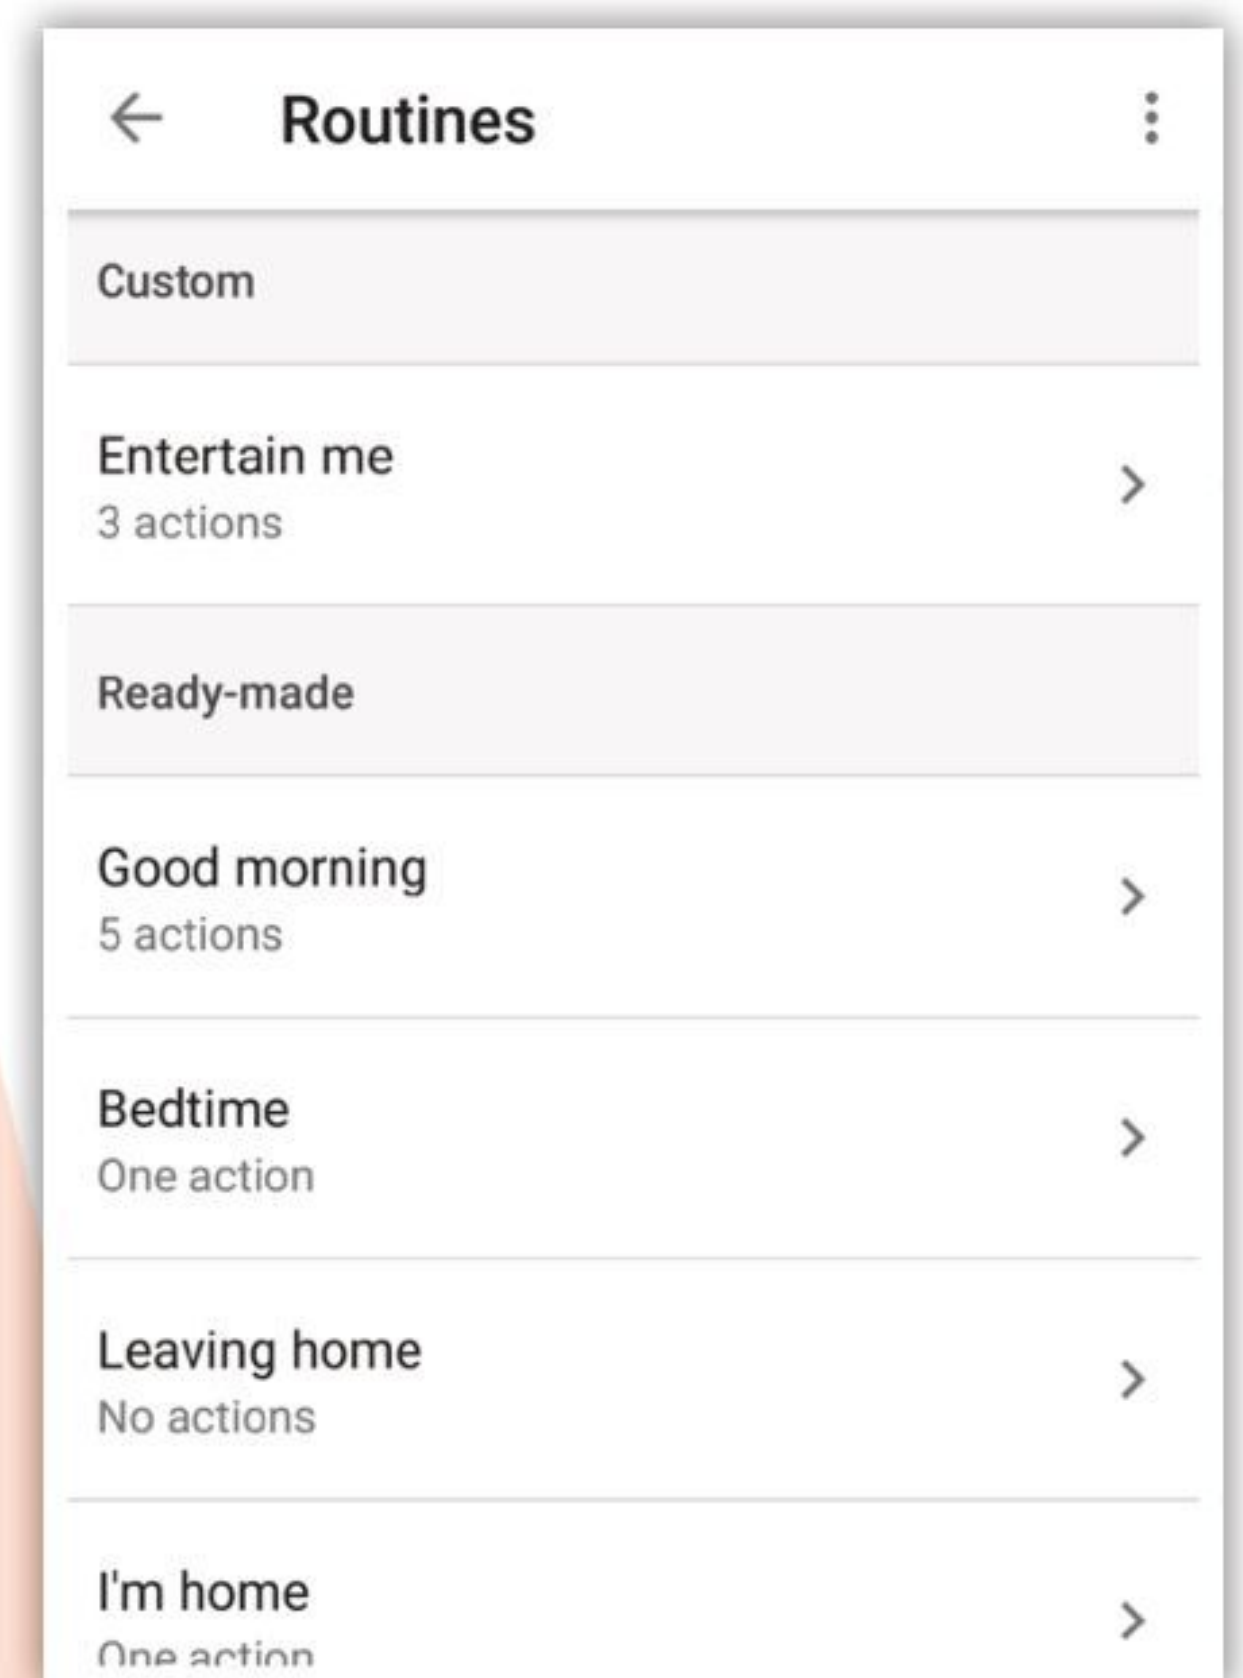 Routines
Custom
Entertain me
3 actions
Ready-made
Good morning
5 actions
Bedtime
One action
Leaving home
No actions
I'm home
One action